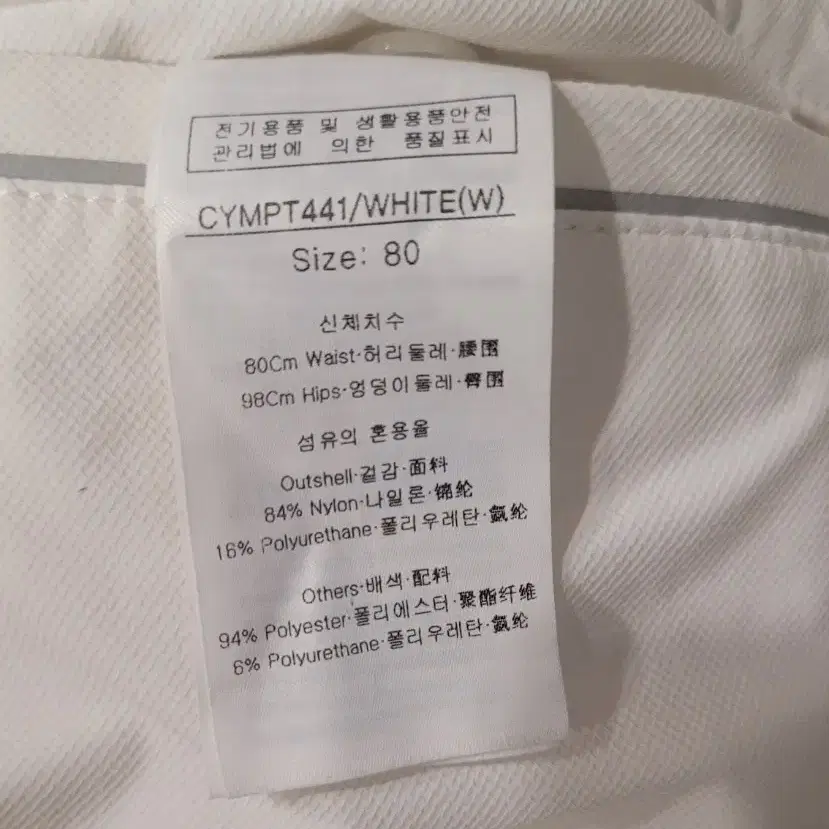 전기용품 및 생활용품안전
관리법에 의한 품질표시
CYMPT441/WHITE(W)
Size: 80
신체치수
80Cm Waist·허리둘레·腰围
98Cm Hips·엉덩이둘레·臀围
섬유의 혼용율
Outshell·겉감·面料
84% Nylon·나일론·锦纶
16% Polyurethane·폴리우레탄·氨纶
Others·배색·配料
94% Polyester·폴리에스터·聚酯纤维
6% Polyurethane·폴리우레탄·氨纶